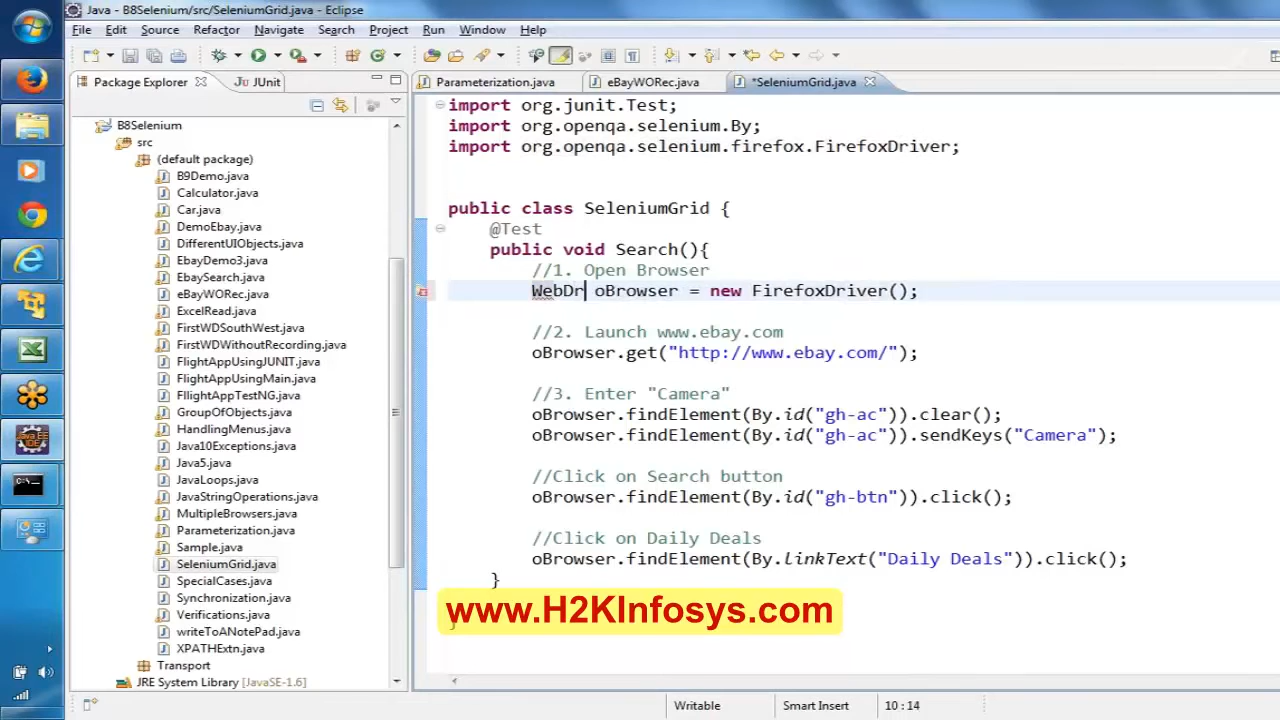 Java - B8Selenium/src/SeleniumGrid.java - Eclipse
File Edit Source Refactor Navigate Search Project Run Window Help
Package Explorer JUnit
Parameterization.java eBayWORec.java *SeleniumGrid.java
B8Selenium
src
(default package)
B9Demo.java
Calculator.java
Car.java
DemoEbay.java
DifferentUIObjects.java
EbayDemo3.java
EbaySearch.java
eBayWORec.java
ExcelRead.java
FirstWDSouthWest.java
FirstWDWithoutRecording.java
FlightAppUsingJUNIT.java
FlightAppUsingMain.java
FllightAppTestNG.java
GroupOfObjects.java
HandlingMenus.java
Java10Exceptions.java
Java5.java
JavaLoops.java
JavaStringOperations.java
MultipleBrowsers.java
Parameterization.java
Sample.java
SeleniumGrid.java
SpecialCases.java
Synchronization.java
Verifications.java
writeToANotePad.java
XPATHExtn.java
Transport
JRE System Library [JavaSE-1.6]
import org.junit.Test;
import org.openqa.selenium.By;
import org.openqa.selenium.firefox.FirefoxDriver;
public class SeleniumGrid {
@Test
public void Search(){
//1. Open Browser
WebDr oBrowser = new FirefoxDriver();
//2. Launch www.ebay.com
oBrowser.get("http://www.ebay.com/");
//3. Enter "Camera"
oBrowser.findElement(By.id("gh-ac")).clear();
oBrowser.findElement(By.id("gh-ac")).sendKeys("Camera");
//Click on Search button
oBrowser.findElement(By.id("gh-btn")).click();
//Click on Daily Deals
oBrowser.findElement(By.linkText("Daily Deals")).click();
}
www.H2KInfosys.com
Writable Smart Insert 10 : 14